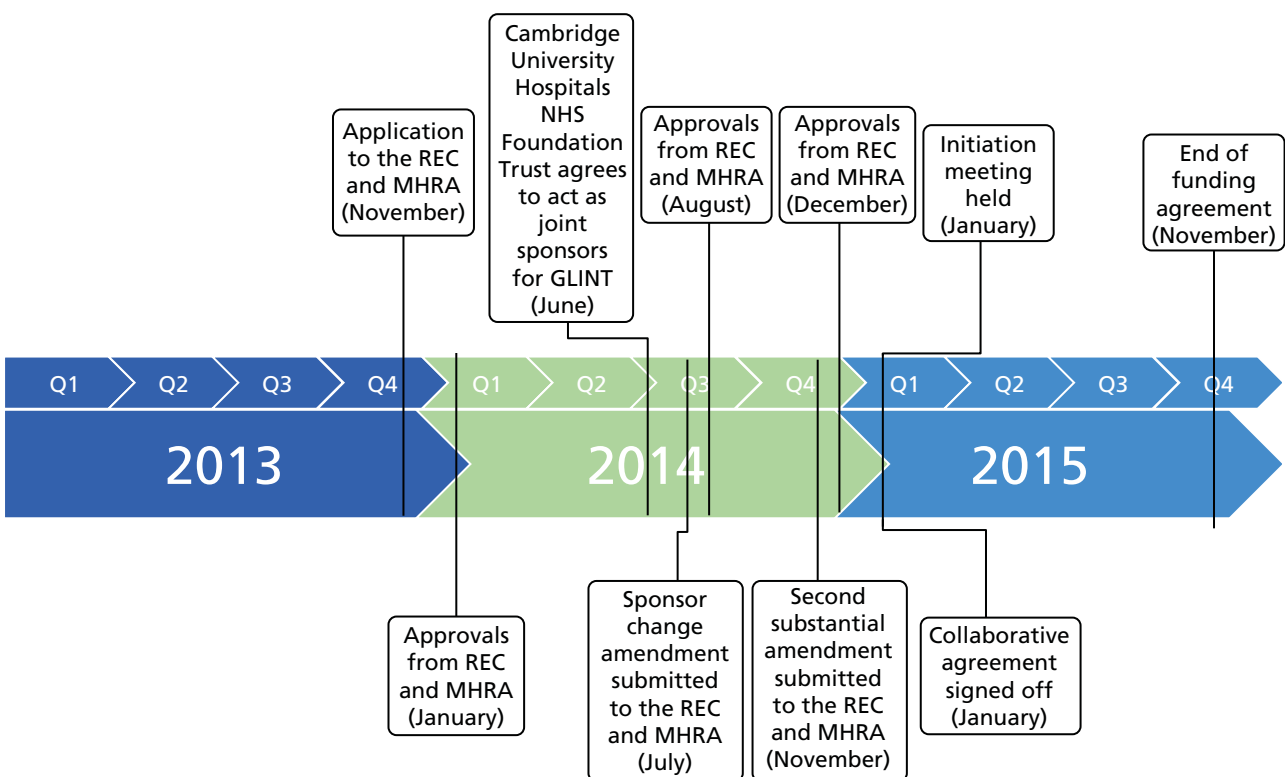 Cambridge
University
Hospitals
NHS
Foundation
Trust agrees
to act as
joint
sponsors
for GLINT
(June)
Application
to the REC
and MHRA
(November)
Approvals
from REC
and MHRA
(August)
Approvals
from REC
and MHRA
(December)
Initiation
meeting
held
(January)
End of
funding
agreement
(November)
Q1 Q2 Q3 Q4 Q1 Q2 Q3 Q4 Q1 Q2 Q3 Q4
2013 2014 2015
Approvals
from REC
and MHRA
(January)
Sponsor
change
amendment
submitted
to the REC
and MHRA
(July)
Second
substantial
amendment
submitted
to the REC
and MHRA
(November)
Collaborative
agreement
signed off
(January)